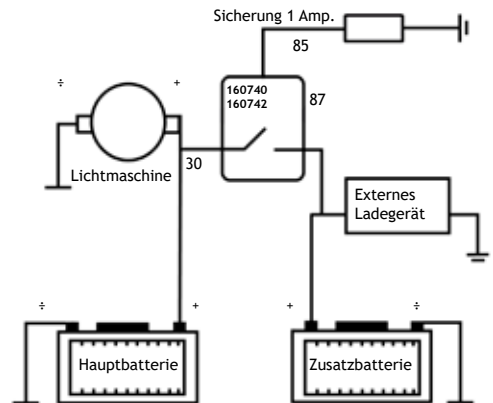 Sicherung 1 Amp.
85
÷
+
160740
160742
87
30
Lichtmaschine
Externes
Ladegerät
÷
+
+
÷
Hauptbatterie
Zusatzbatterie